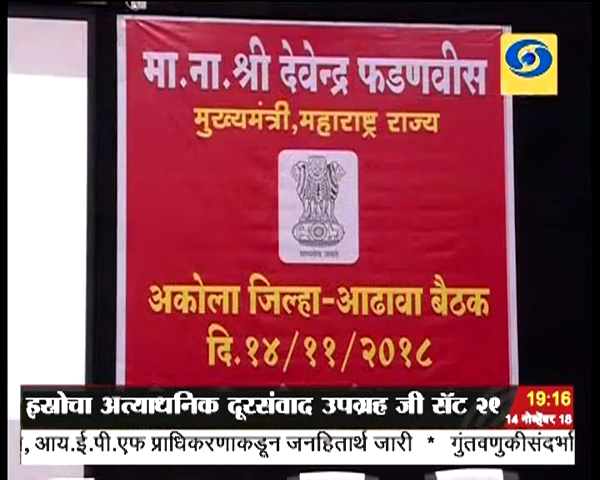 मा.ना.श्री देवेन्द्र फडणवीस
मुख्यमंत्री,महाराष्ट्र राज्य
सत्यमेव जयते
अकोला जिल्हा-आढावा बैठक
दि.१४/११/२०१८
इस्रोचा अत्याधनिक दूरसंवाद उपग्रह जी सॅट २९
19:16
14 नोव्हेंबर 18
, आय.ई.पी.एफ प्राधिकरणाकडून जनहितार्थ जारी * गुंतवणुकीसंदर्भा